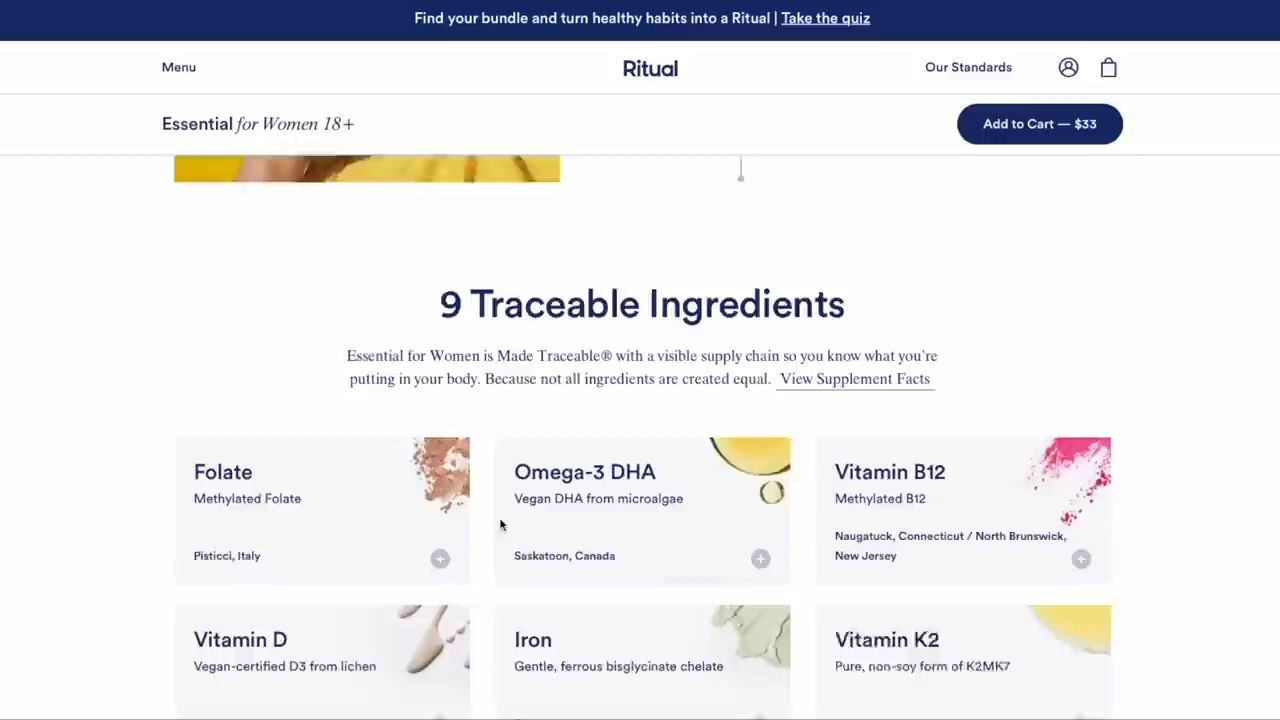 Find your bundle and turn healthy habits into a Ritual | Take the quiz
Menu
Ritual
Our Standards
Essential for Women 18+
Add to Cart — $33
9 Traceable Ingredients
Essential for Women is Made Traceable® with a visible supply chain so you know what you're
putting in your body. Because not all ingredients are created equal. View Supplement Facts
Folate
Methylated Folate
Pisticci, Italy
Omega-3 DHA
Vegan DHA from microalgae
Saskatoon, Canada
Vitamin B12
Methylated B12
Naugatuck, Connecticut / North Brunswick,
New Jersey
Vitamin D
Vegan-certified D3 from lichen
Iron
Gentle, ferrous bisglycinate chelate
Vitamin K2
Pure, non-soy form of K2MK7